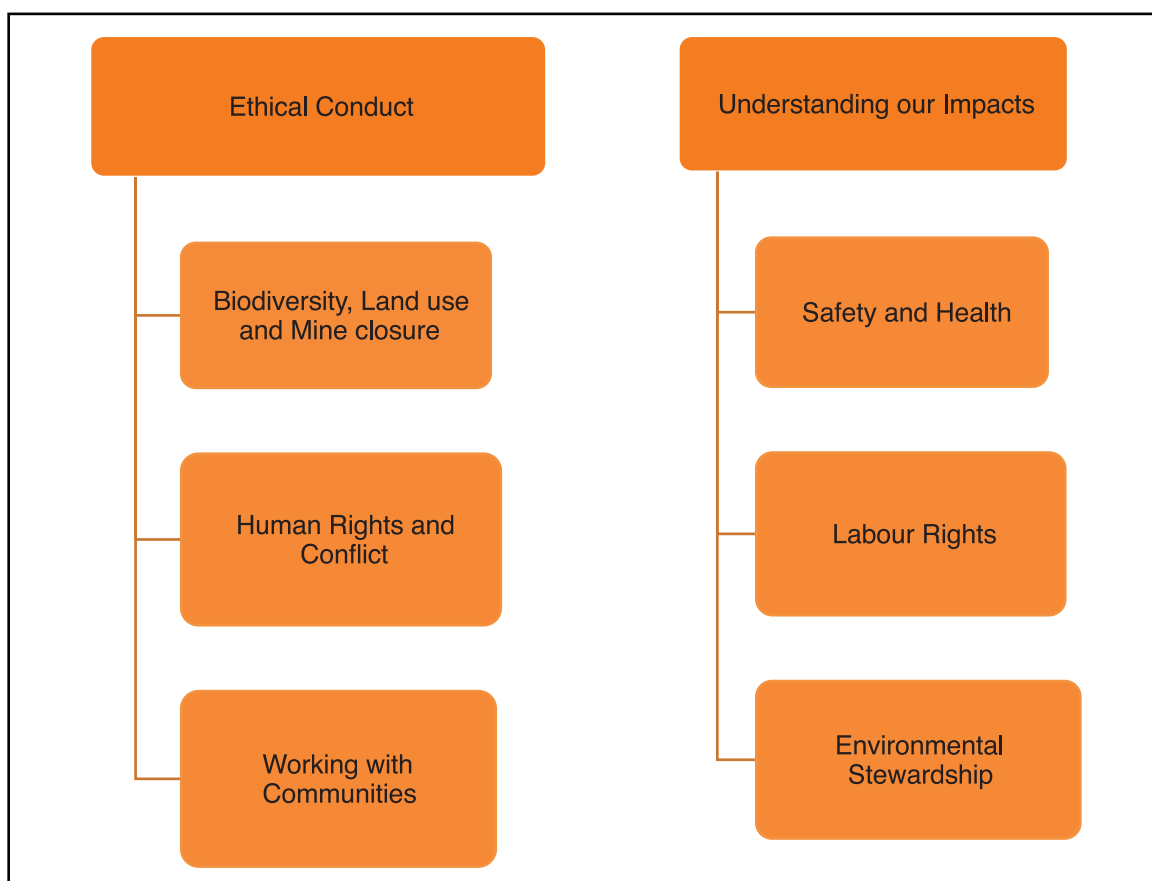 Ethical Conduct
Biodiversity, Land use
and Mine closure
Human Rights and
Conflict
Working with
Communities
Understanding our Impacts
Safety and Health
Labour Rights
Environmental
Stewardship